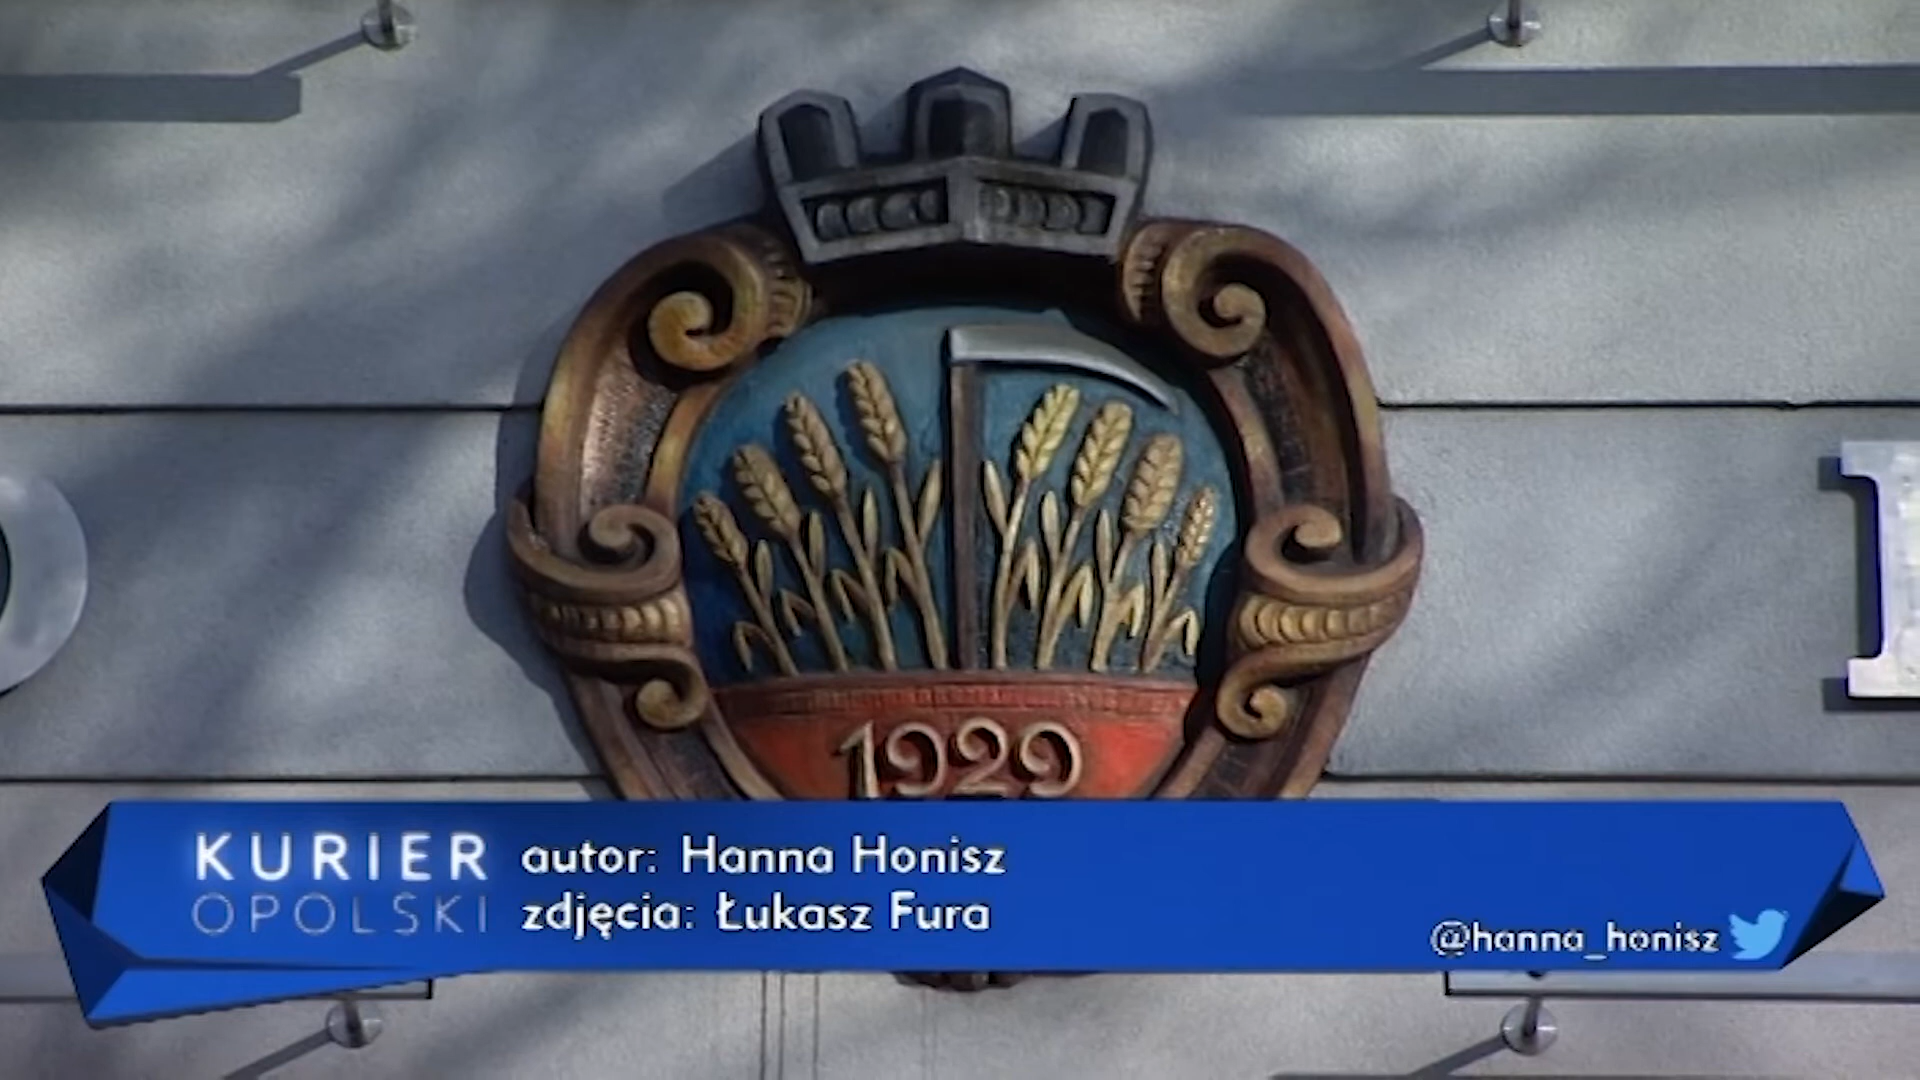 1929
KURIER
OPOLSKI
autor: Hanna Honisz
zdjęcia: Łukasz Fura
@hanna_honisz